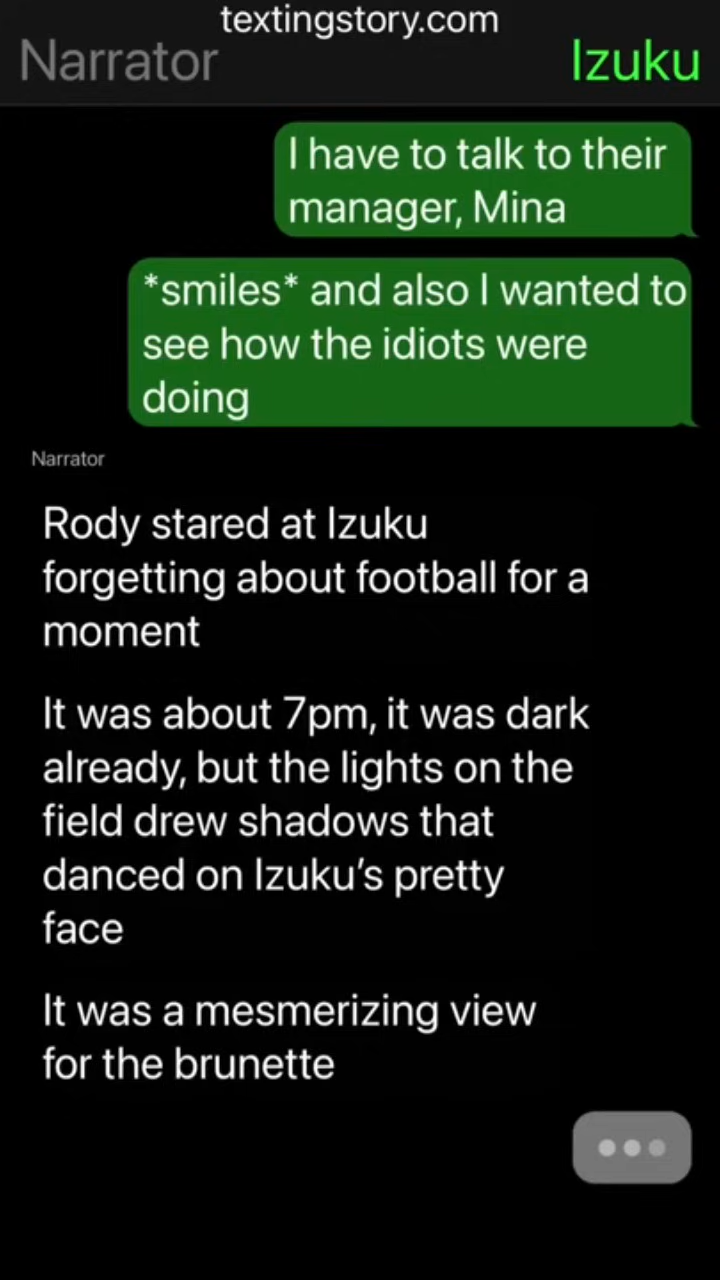 textingstory.com
Narrator
Izuku
I have to talk to their
manager, Mina
*smiles* and also I wanted to
see how the idiots were
doing
Narrator
Rody stared at Izuku
forgetting about football for a
moment
It was about 7pm, it was dark
already, but the lights on the
field drew shadows that
danced on Izuku’s pretty
face
It was a mesmerizing view
for the brunette